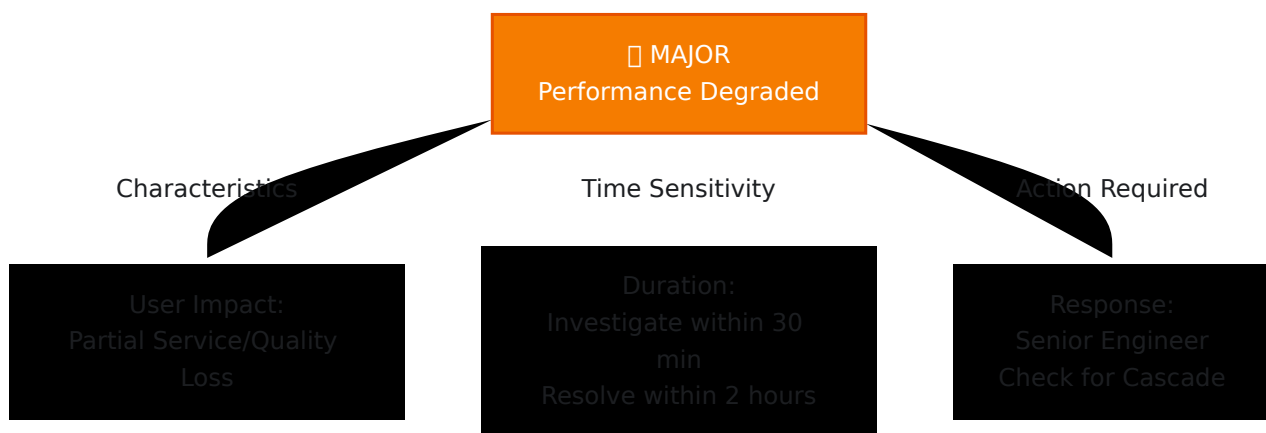 MAJOR
Performance Degraded
Characteristics
Time Sensitivity
Action Required
User Impact:
Partial Service/Quality
Loss
Duration:
Investigate within 30
min
Resolve within 2 hours
Response:
Senior Engineer
Check for Cascade